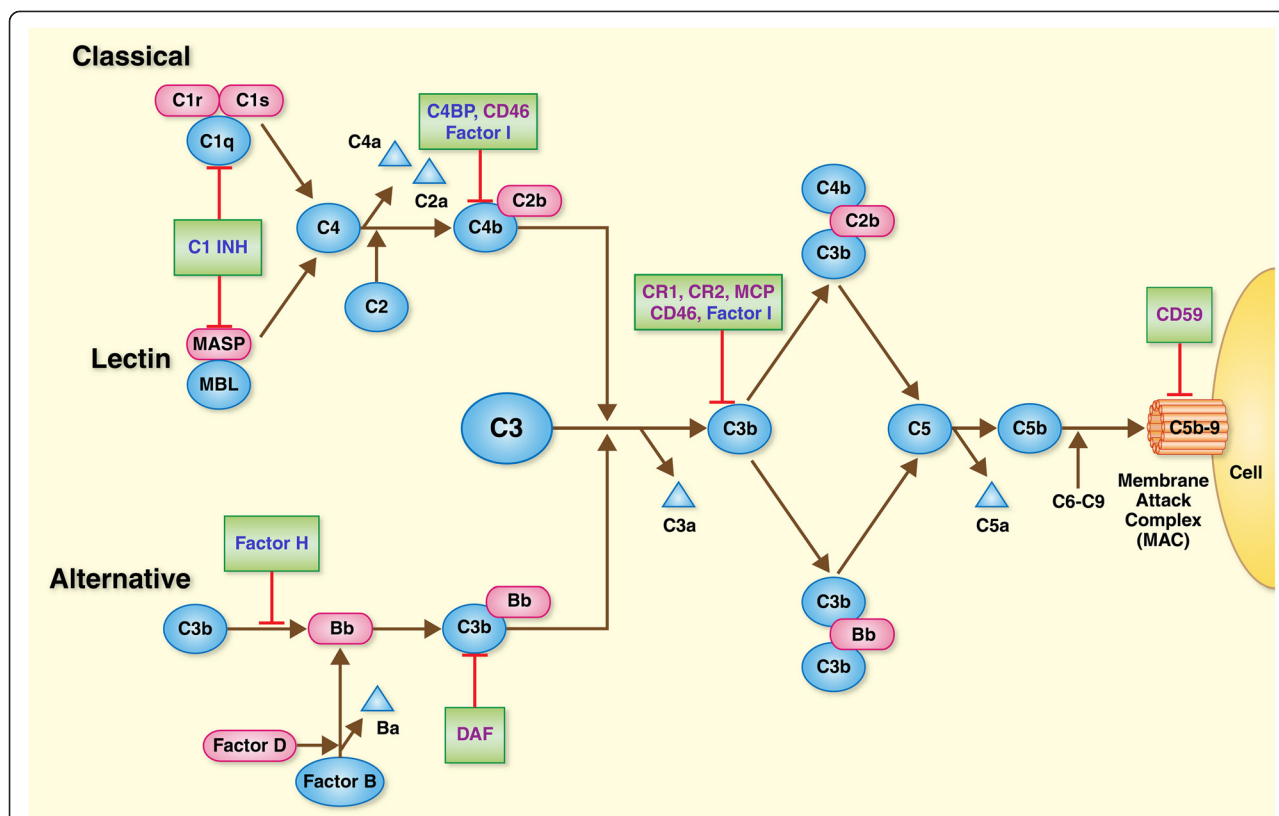 Classical
C1r
C1s
C1q
C1 INH
MASP
MBL
Lectin
C4
C4a
C2a
C2
C4BP, CD46
Factor I
C2b
C4b
C3
C3a
CR1, CR2, MCP
CD46, Factor I
C3b
C4b
C2b
C3b
C5
C5a
C5b
C6-C9
CD59
C5b-9
Cell
Membrane
Attack
Complex
(MAC)
Alternative
Factor H
C3b
Bb
Factor D
Factor B
Ba
Bb
C3b
DAF
C3b
Bb
C3b